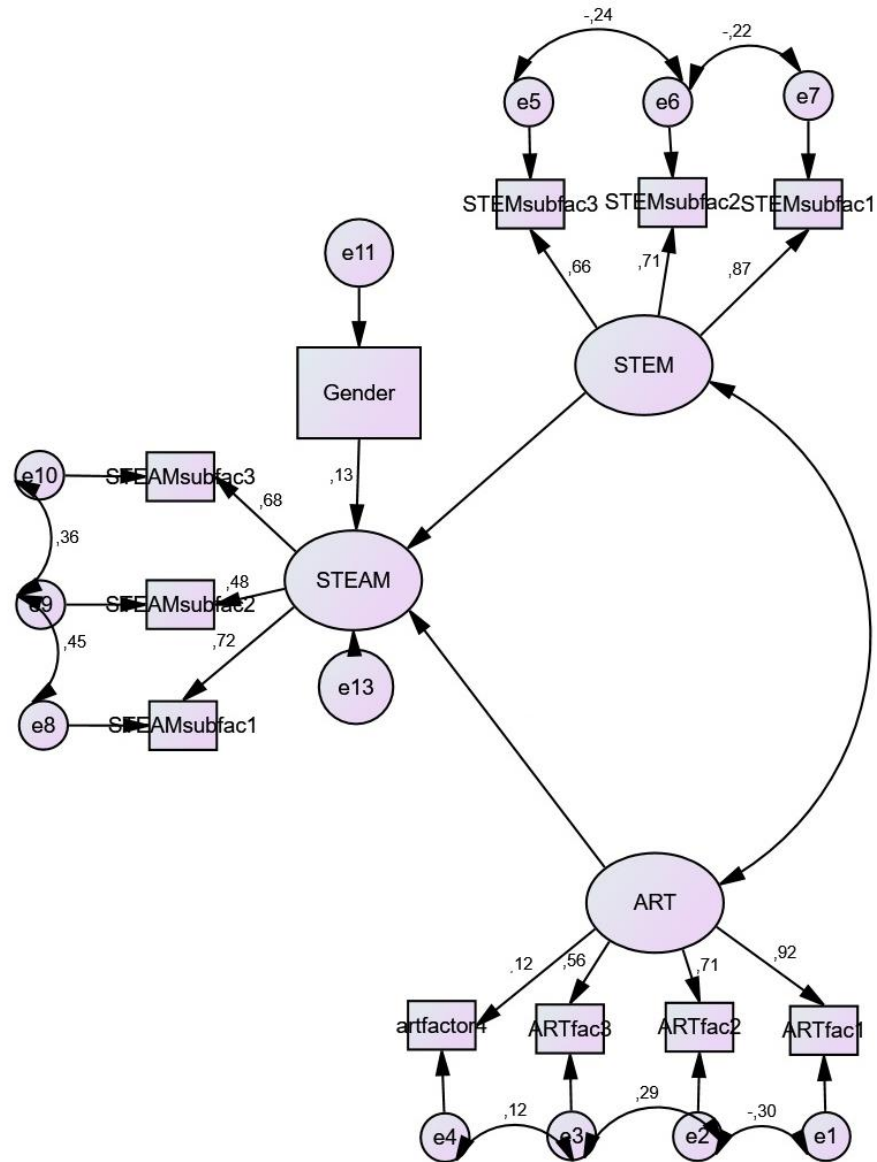 -,24
-,22
e5
e6
e7
STEMsubfac3
STEMsubfac2
STEMsubfac1
,66
,71
,87
e11
STEM
Gender
,13
e10
STEAMsubfac3
,68
,36
STEAM
e9
STEAMsubfac2
,48
,45
,72
e13
e8
STEAMsubfac1
ART
,12
,56
,71
,92
artfactor4
ARTfac3
ARTfac2
ARTfac1
,12
,29
-,30
e4
e3
e2
e1